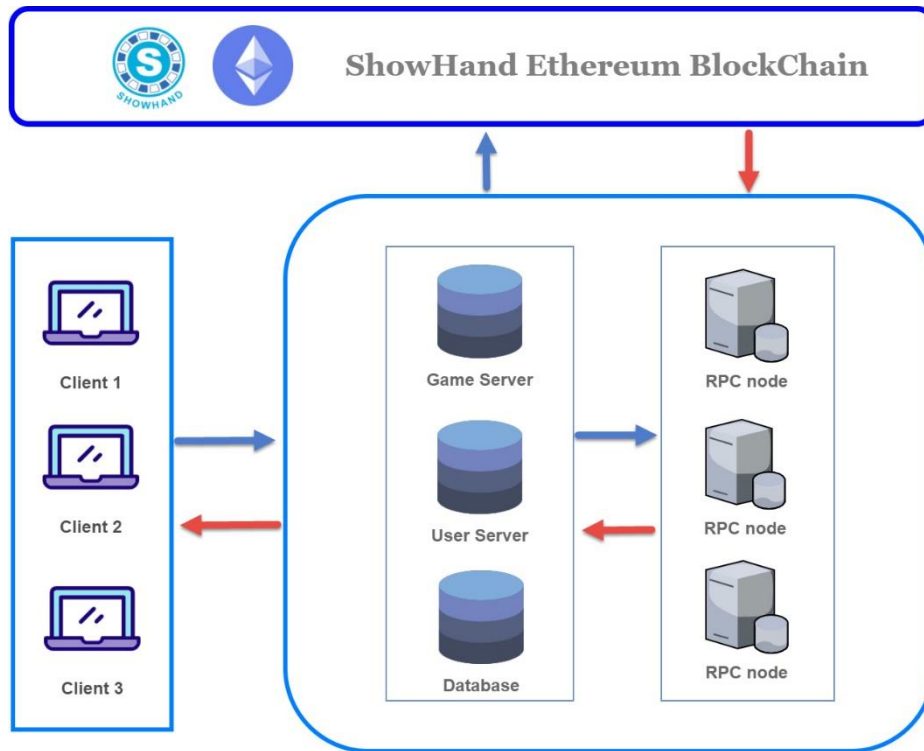 S
SHOWHAND
ShowHand Ethereum BlockChain
Client 1
Client 2
Client 3
Game Server
User Server
Database
RPC node
RPC node
RPC node